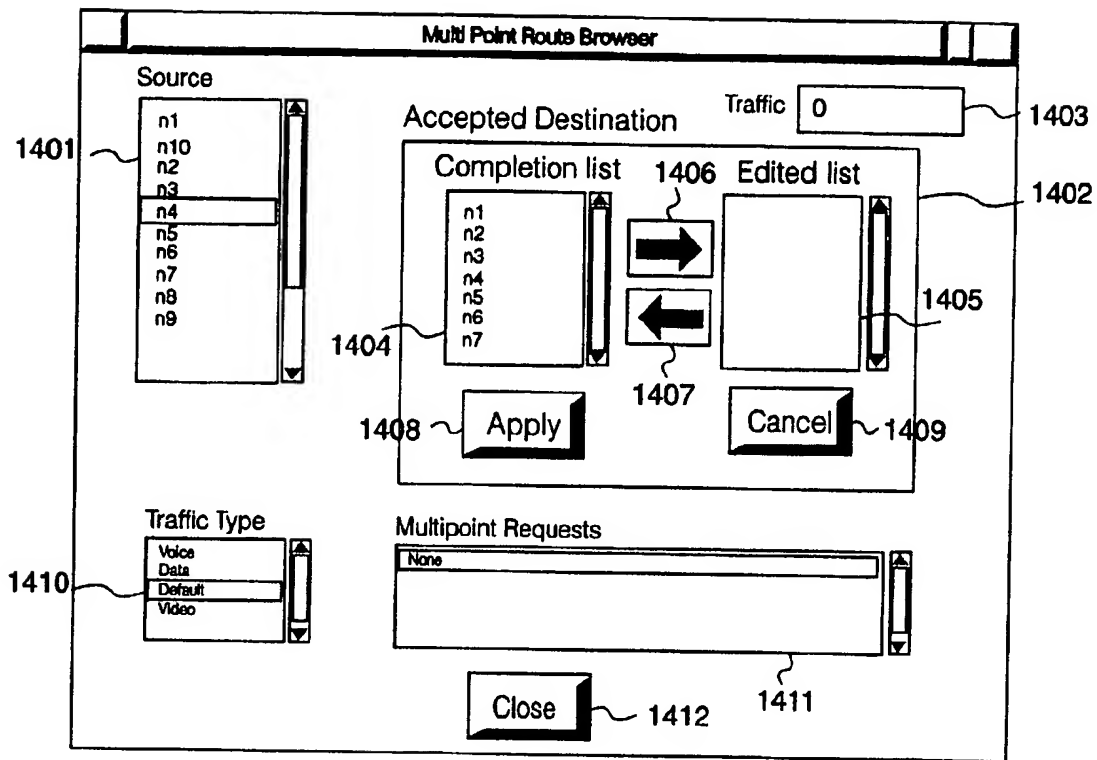 Multi Point Route Browser
Source
Traffic 0
1403
Accepted Destination
1401
n1
n10
n2
n3
n4
n5
n6
n7
n8
n9
Completion list
1406
Edited list
1402
n1
n2
n3
n4
n5
n6
n7
1404
1405
1407
1408
Apply
Cancel
1409
Traffic Type
Voice
Data
Default
Video
1410
Multipoint Requests
None
1411
Close
1412